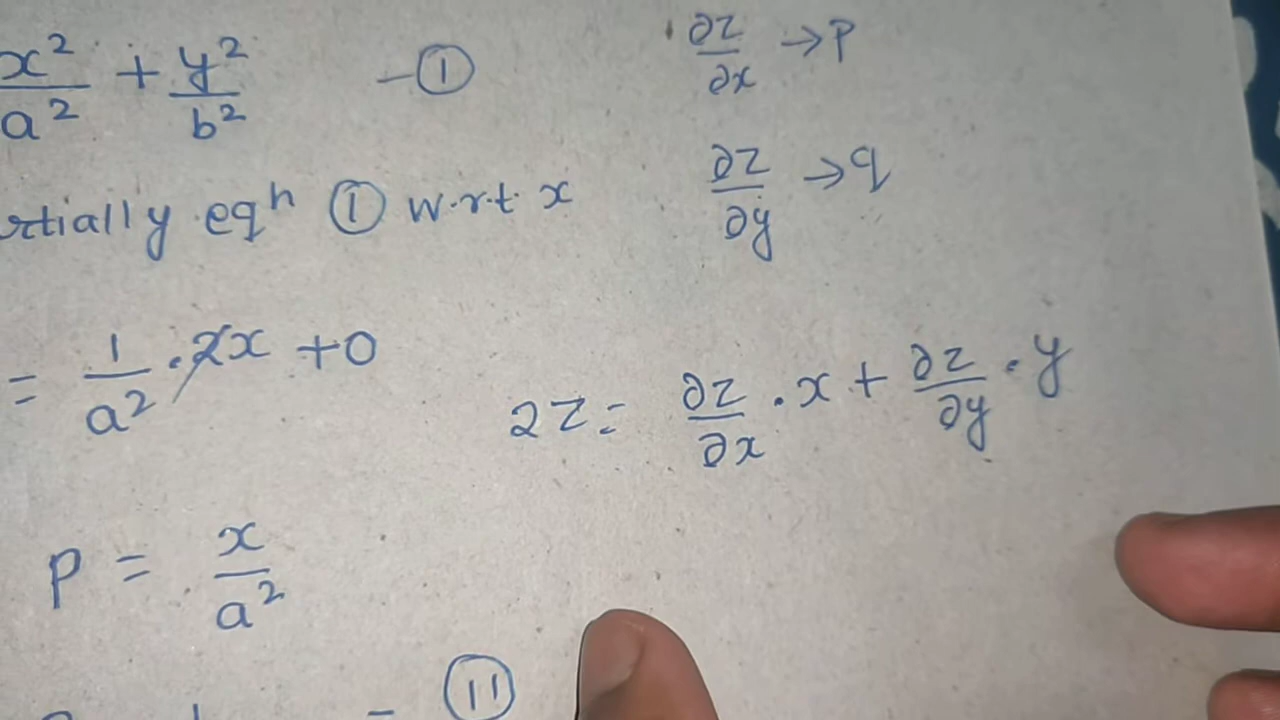 x²/a² + y²/b² - ①
∂z/∂x → p
∂z/∂y → q
rtially eqⁿ ① w.r.t. x
= 1/a² . 2x + 0
2z = ∂z/∂x . x + ∂z/∂y . y
p = x/a²
- ⑪